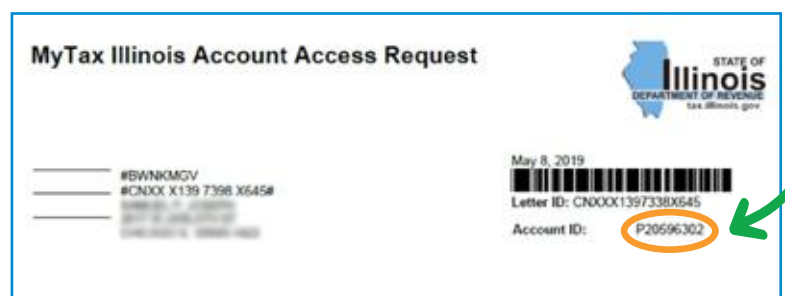 MyTax Illinois Account Access Request
STATE OF
Illinois
DEPARTMENT OF REVENUE
tax.illinois.gov
#BWNKMGV
#CNXX X139 7398 X645#
May 8, 2019
Letter ID: CNXXX1397338X645
Account ID: P20596302